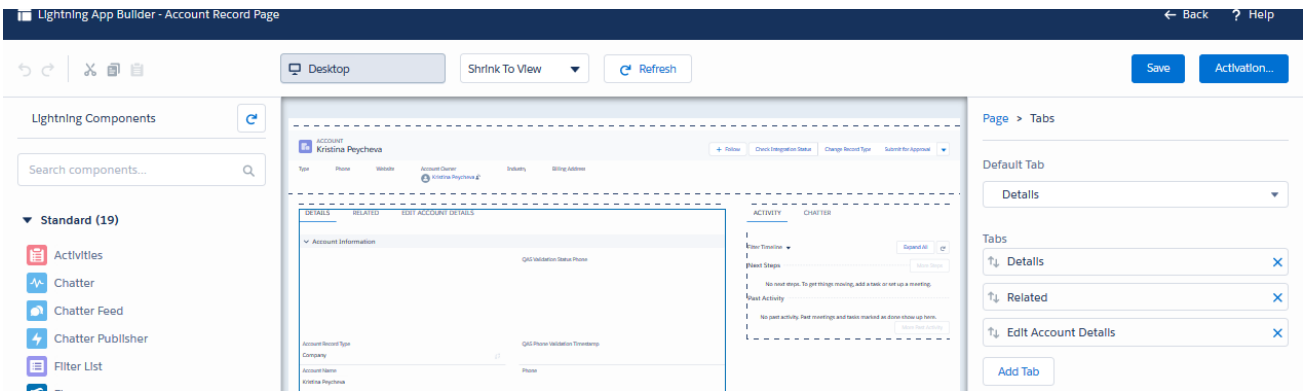 Lightning App Builder - Account Record Page
← Back ? Help
Desktop
Shrink To View
Refresh
Save
Activation...
Lightning Components
Search components...
Standard (19)
Activities
Chatter
Chatter Feed
Chatter Publisher
Filter List
ACCOUNT
Kristina Peycheva
+ Follow
Check Integration Status
Change Record Type
Submit for Approval
Type
Phone
Website
Account Owner
Kristina Peycheva
Industry
Billing Address
DETAILS
RELATED
EDIT ACCOUNT DETAILS
Account Information
QAS Validation Status Phone
Account Record Type
Company
QAS Phone Validation Timestamp
Account Name
Kristina Peycheva
Phone
ACTIVITY
CHATTER
Filter Timeline
Expand All
Next Steps
More Steps
No next steps. To get things moving, add a task or set up a meeting.
Past Activity
No past activity. Past meetings and tasks marked as done show up here.
More Past Activity
Page > Tabs
Default Tab
Details
Tabs
Details
Related
Edit Account Details
Add Tab